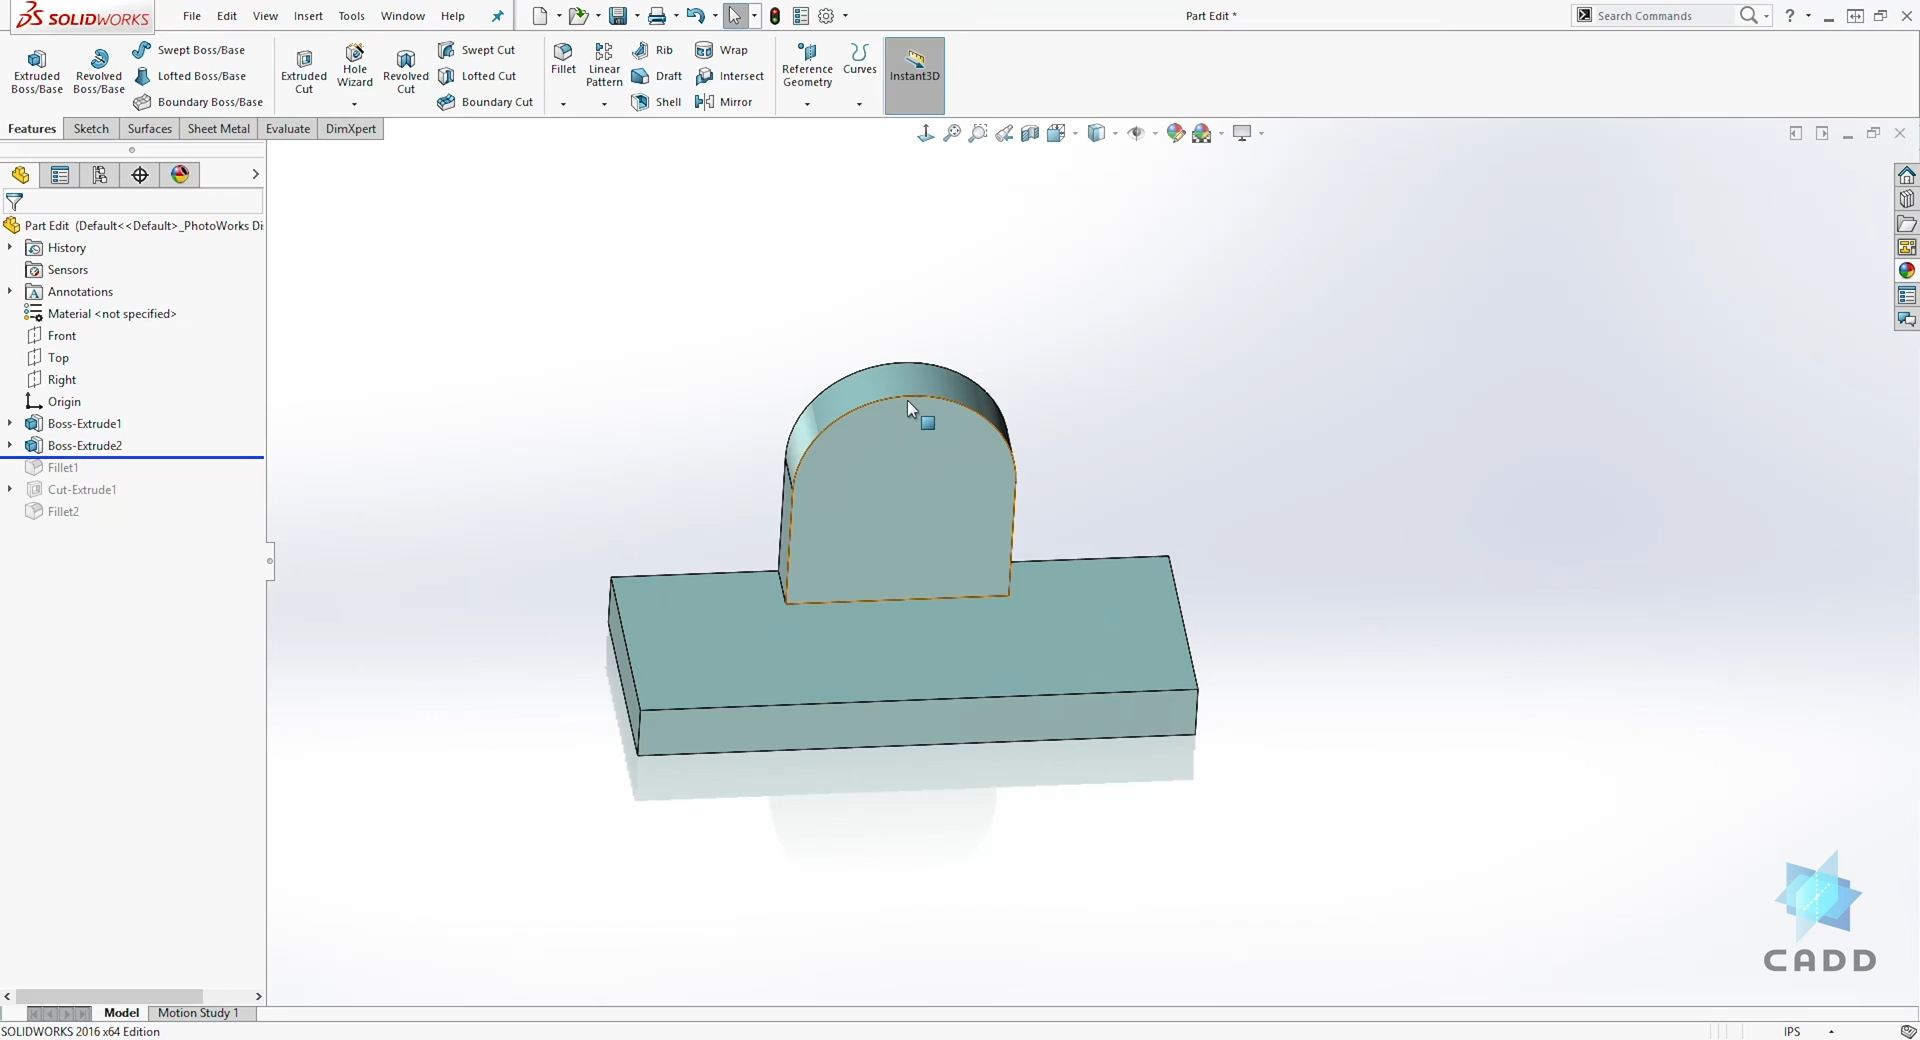 SOLIDWORKS File Edit View Insert Tools Window Help Part Edit * Search Commands ?
Extruded Boss/Base
Revolved Boss/Base
Swept Boss/Base
Lofted Boss/Base
Boundary Boss/Base
Extruded Cut
Hole Wizard
Revolved Cut
Swept Cut
Lofted Cut
Boundary Cut
Fillet
Linear Pattern
Rib
Draft
Shell
Wrap
Intersect
Mirror
Reference Geometry
Curves
Instant3D
Features Sketch Surfaces Sheet Metal Evaluate DimXpert
Part Edit (Default<<Default>_PhotoWorks Di
History
Sensors
Annotations
Material <not specified>
Front
Top
Right
Origin
Boss-Extrude1
Boss-Extrude2
Fillet1
Cut-Extrude1
Fillet2
CADD
Model Motion Study 1
SOLIDWORKS 2016 x64 Edition IPS